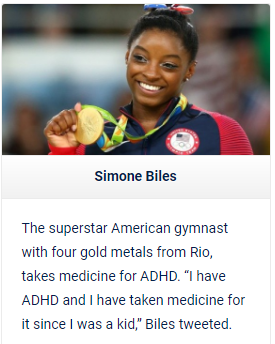 Simone Biles
The superstar American gymnast
with four gold metals from Rio,
takes medicine for ADHD. “I have
ADHD and I have taken medicine for
it since I was a kid,” Biles tweeted.